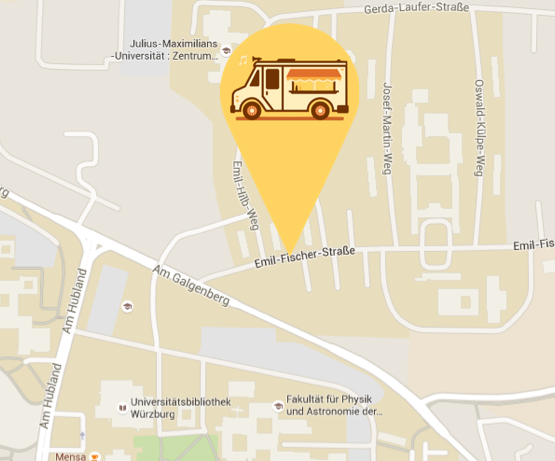 Gerda-Laufer-Straße
Julius-Maximilians
-Universität : Zentrum...
Josef-Martin-Weg
Oswald-Külpe-Weg
Emil-Hilb-Weg
rg
Emil-Fischer-Straße
Emil-Fis
Am Galgenberg
Am Hubland
Am Hubland
Universitätsbibliothek
Würzburg
Fakultät für Physik
und Astronomie der...
Mensa